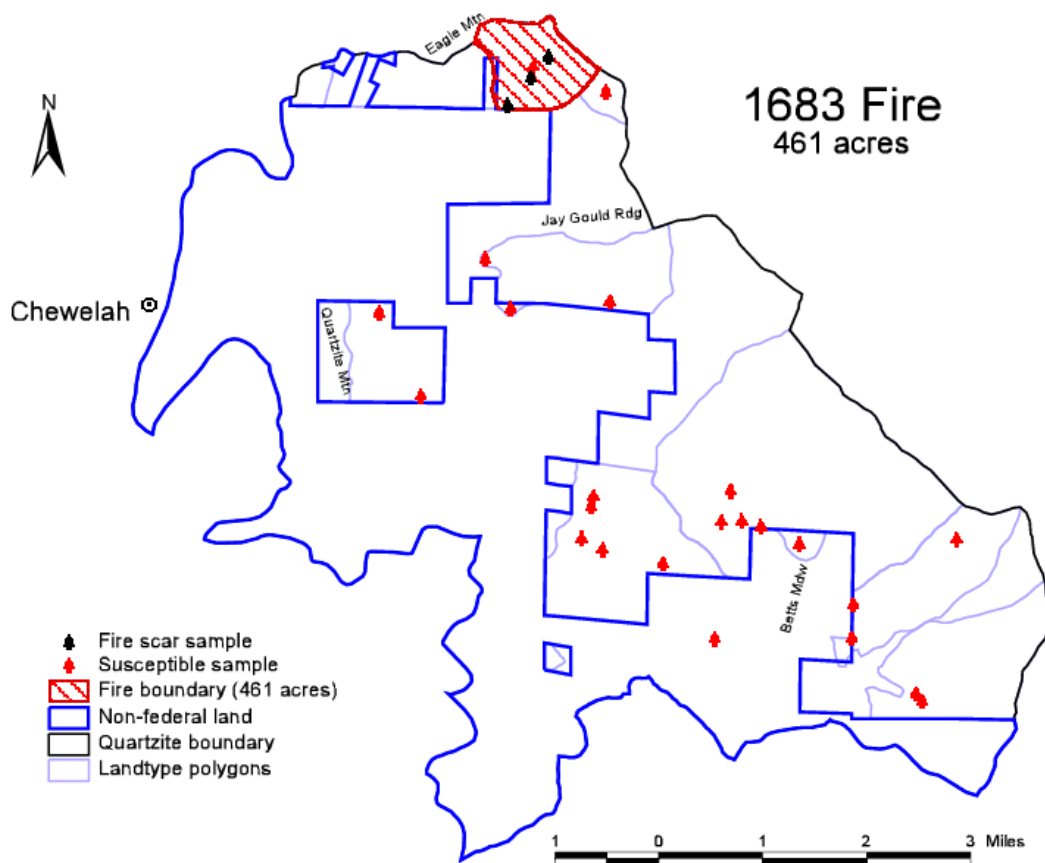 Eagle Mtn
N
1683 Fire
461 acres
Jay Gould Rdg
Chewelah
Quartzite Mtn
Betts Mdw
Fire scar sample
Susceptible sample
Fire boundary (461 acres)
Non-federal land
Quartzite boundary
Landtype polygons
1 0 1 2 3 Miles